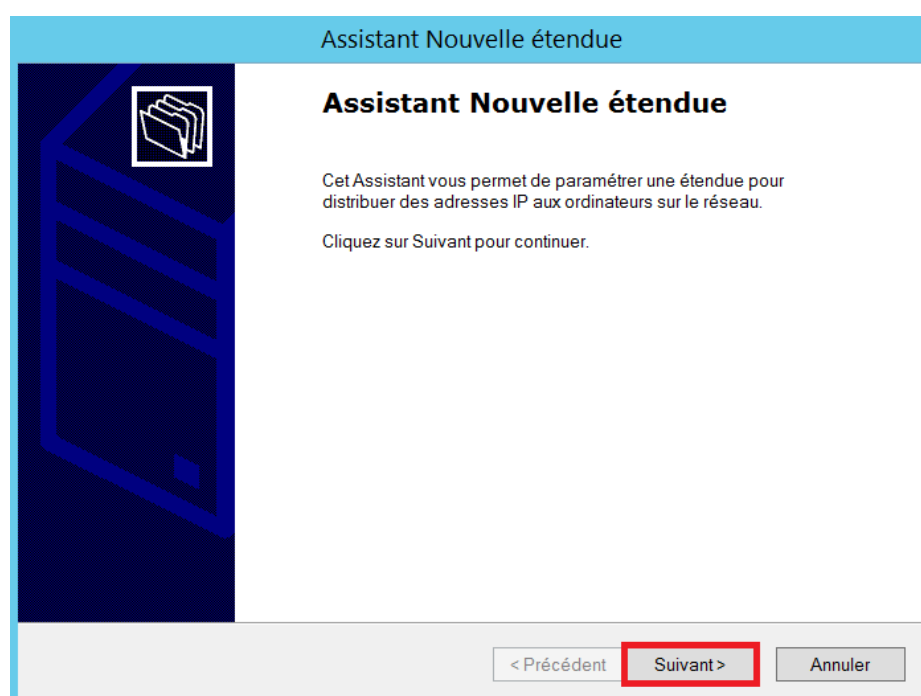 Assistant Nouvelle étendue
Assistant Nouvelle étendue
Cet Assistant vous permet de paramétrer une étendue pour
distribuer des adresses IP aux ordinateurs sur le réseau.
Cliquez sur Suivant pour continuer.
< Précédent Suivant > Annuler